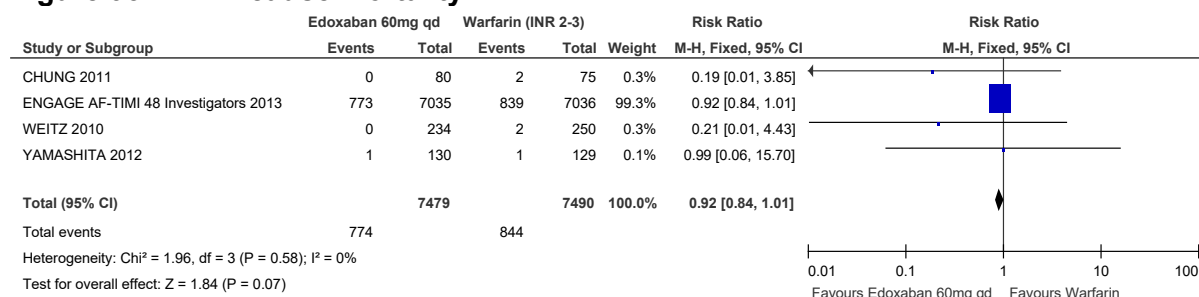 Edoxaban 60mg qd Warfarin (INR 2-3) Risk Ratio Risk Ratio
Study or Subgroup Events Total Events Total Weight M-H, Fixed, 95% CI M-H, Fixed, 95% CI
CHUNG 2011 0 80 2 75 0.3% 0.19 [0.01, 3.85]
ENGAGE AF-TIMI 48 Investigators 2013 773 7035 839 7036 99.3% 0.92 [0.84, 1.01]
WEITZ 2010 0 234 2 250 0.3% 0.21 [0.01, 4.43]
YAMASHITA 2012 1 130 1 129 0.1% 0.99 [0.06, 15.70]
Total (95% CI) 7479 7490 100.0% 0.92 [0.84, 1.01]
Total events 774 844
Heterogeneity: Chi² = 1.96, df = 3 (P = 0.58); I² = 0%
Test for overall effect: Z = 1.84 (P = 0.07)
0.01 0.1 1 10 100
Favours Edoxaban 60mg qd Favours Warfarin